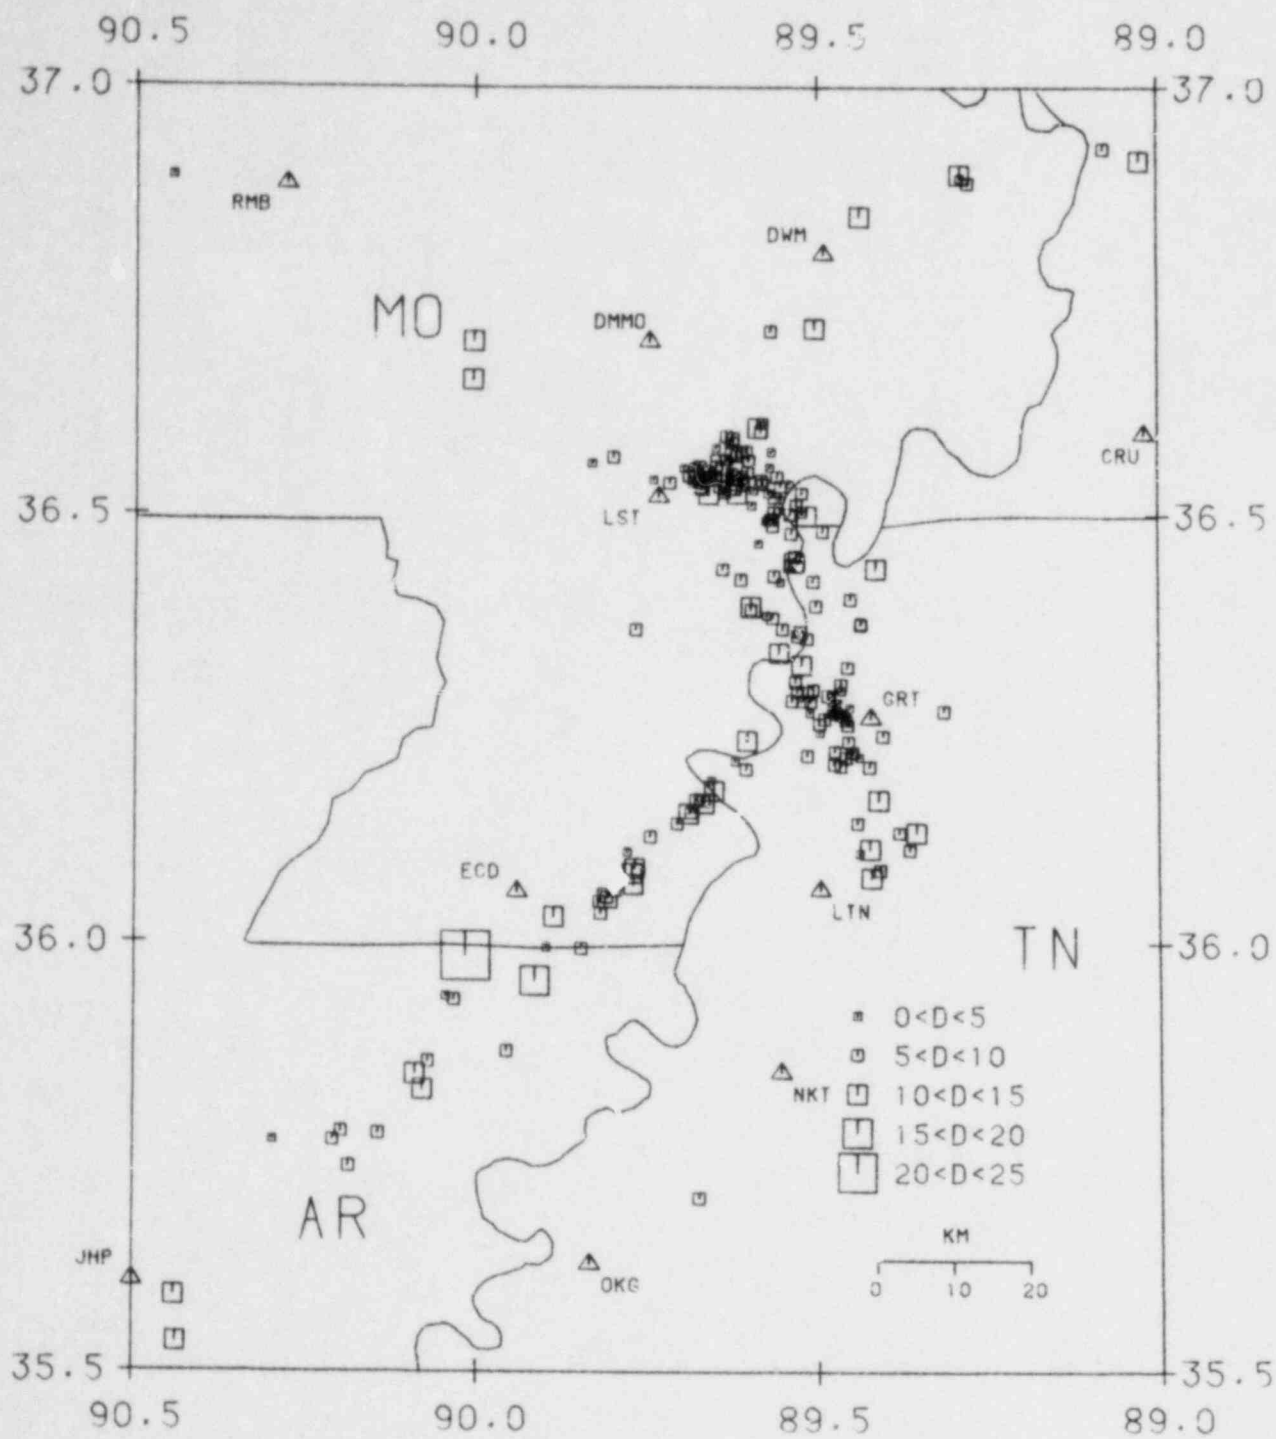 90.5 90.0 89.5 89.0
37.0 37.0
RMB
DWM
MO
DMMO
CRU
36.5 36.5
LST
GRT
ECD
LTN
36.0 36.0
TN
0<D<5
5<D<10
NKT
10<D<15
15<D<20
20<D<25
AR
KM
JHP
OKG
0 10 20
35.5 35.5
90.5 90.0 89.5 89.0